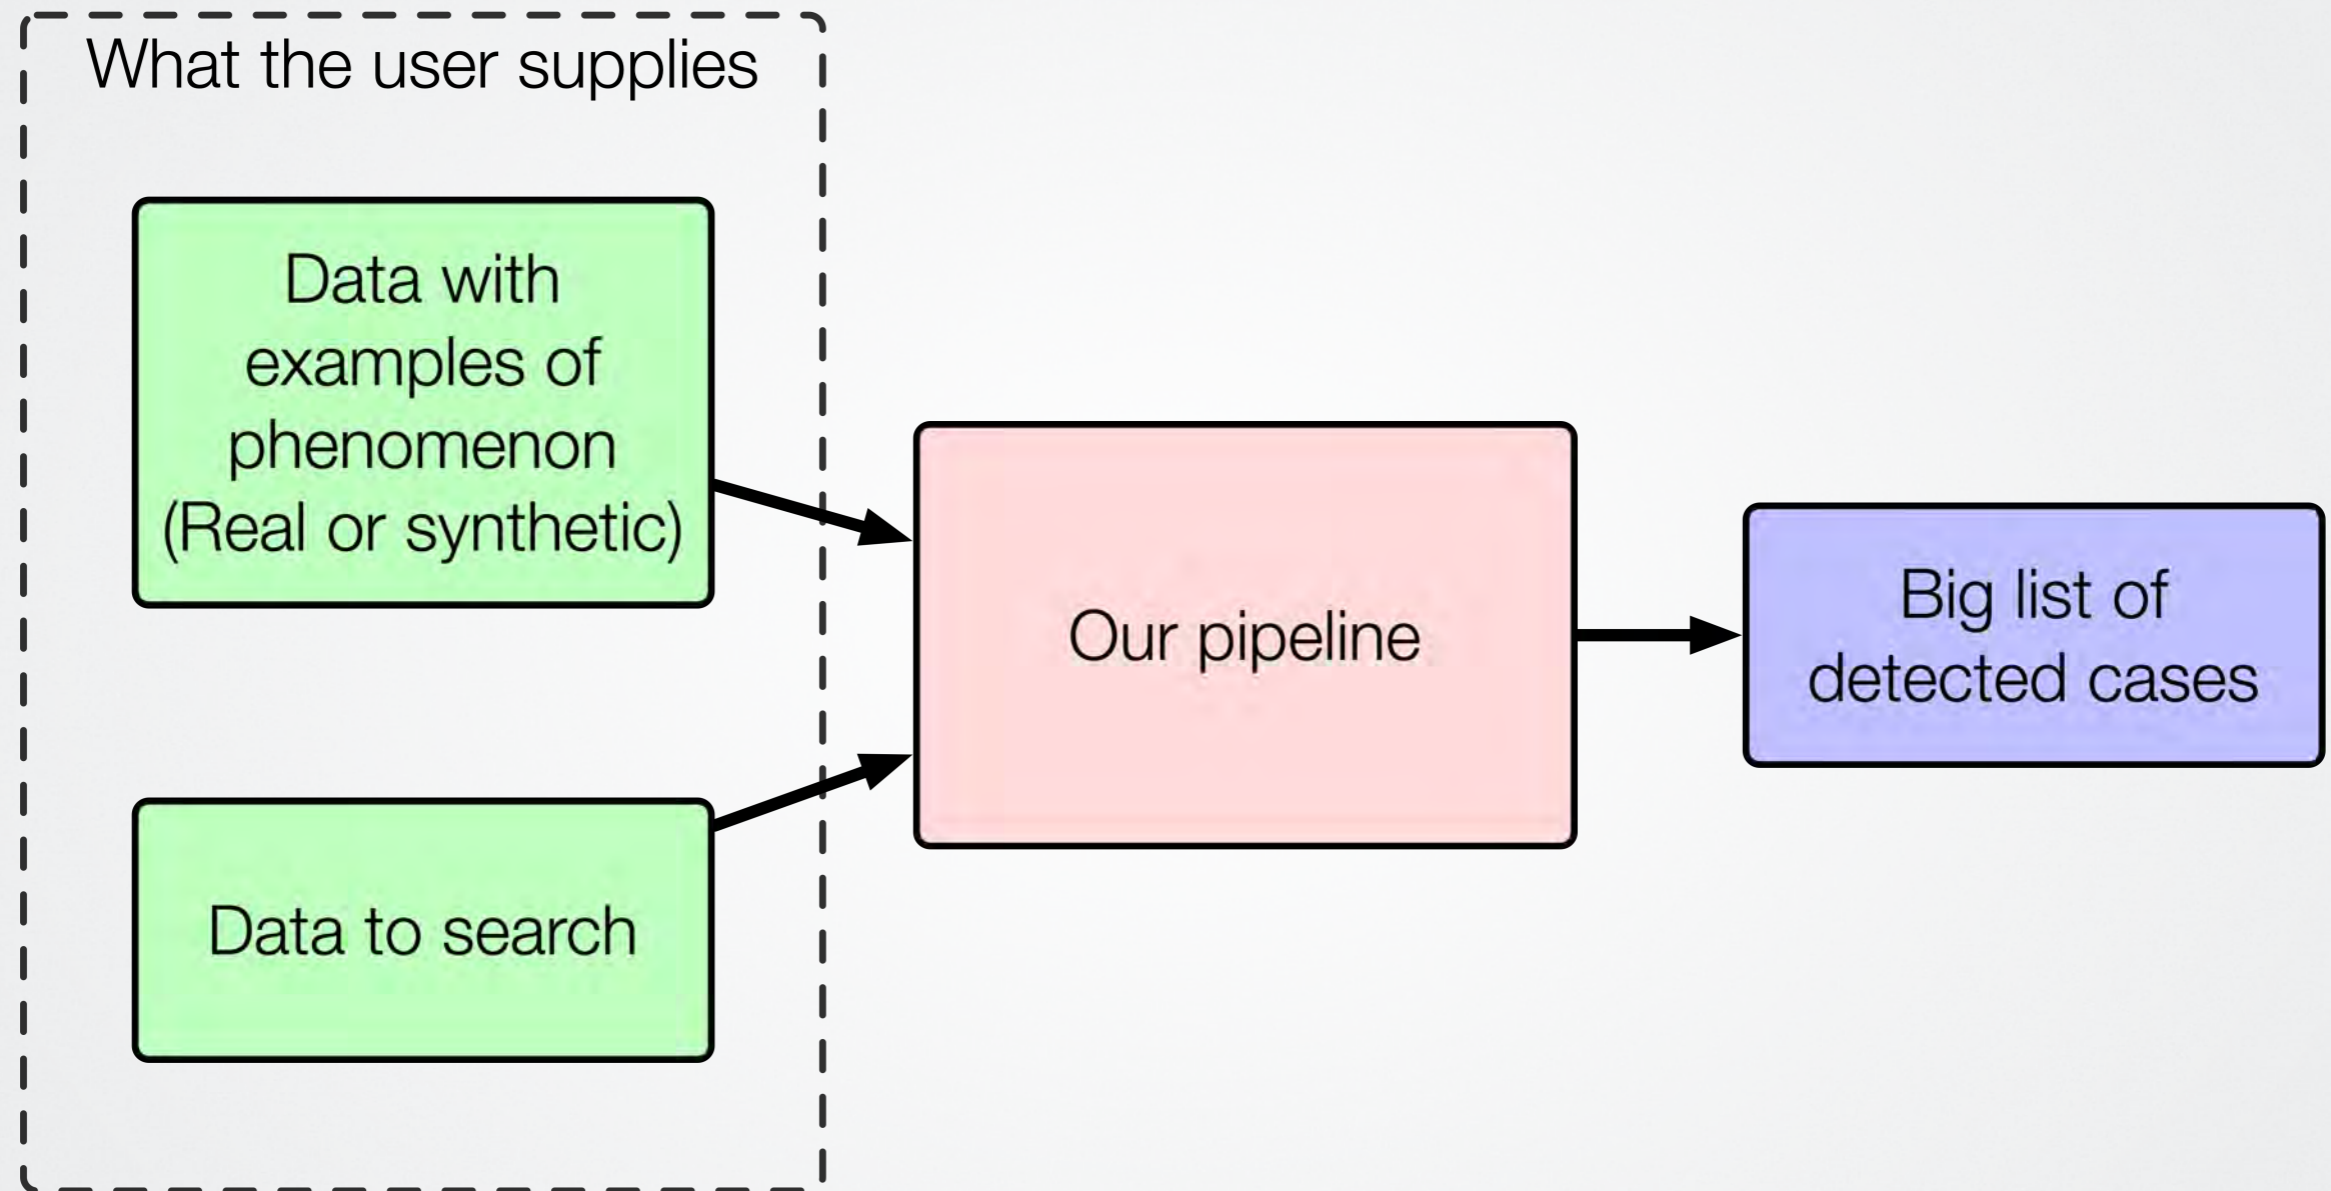 What the user supplies
Data with
examples of
phenomenon
(Real or synthetic)
Our pipeline
Big list of
detected cases
Data to search